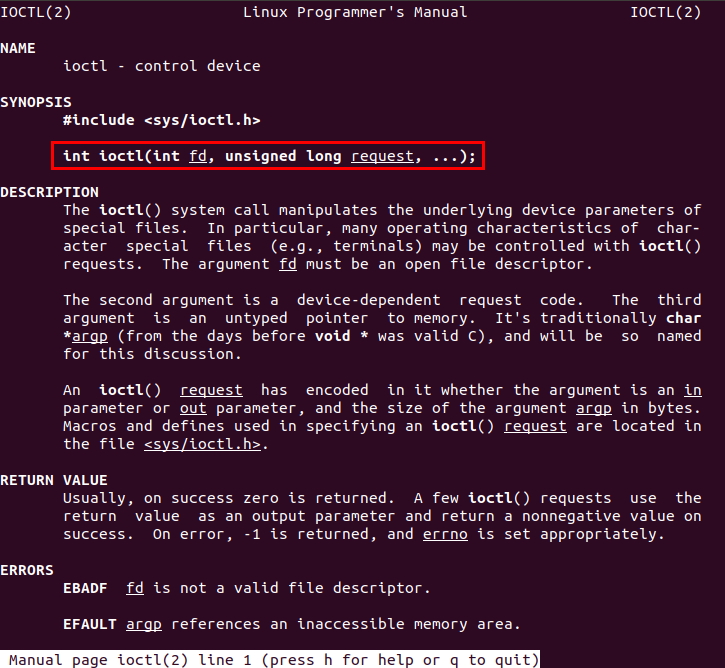 IOCTL(2) Linux Programmer's Manual IOCTL(2)
NAME
ioctl - control device
SYNOPSIS
#include <sys/ioctl.h>
int ioctl(int fd, unsigned long request, ...);
DESCRIPTION
The ioctl() system call manipulates the underlying device parameters of
special files. In particular, many operating characteristics of char-
acter special files (e.g., terminals) may be controlled with ioctl()
requests. The argument fd must be an open file descriptor.
The second argument is a device-dependent request code. The third
argument is an untyped pointer to memory. It's traditionally char
*argp (from the days before void * was valid C), and will be so named
for this discussion.
An ioctl() request has encoded in it whether the argument is an in
parameter or out parameter, and the size of the argument argp in bytes.
Macros and defines used in specifying an ioctl() request are located in
the file <sys/ioctl.h>.
RETURN VALUE
Usually, on success zero is returned. A few ioctl() requests use the
return value as an output parameter and return a nonnegative value on
success. On error, -1 is returned, and errno is set appropriately.
ERRORS
EBADF fd is not a valid file descriptor.
EFAULT argp references an inaccessible memory area.
Manual page ioctl(2) line 1 (press h for help or q to quit)